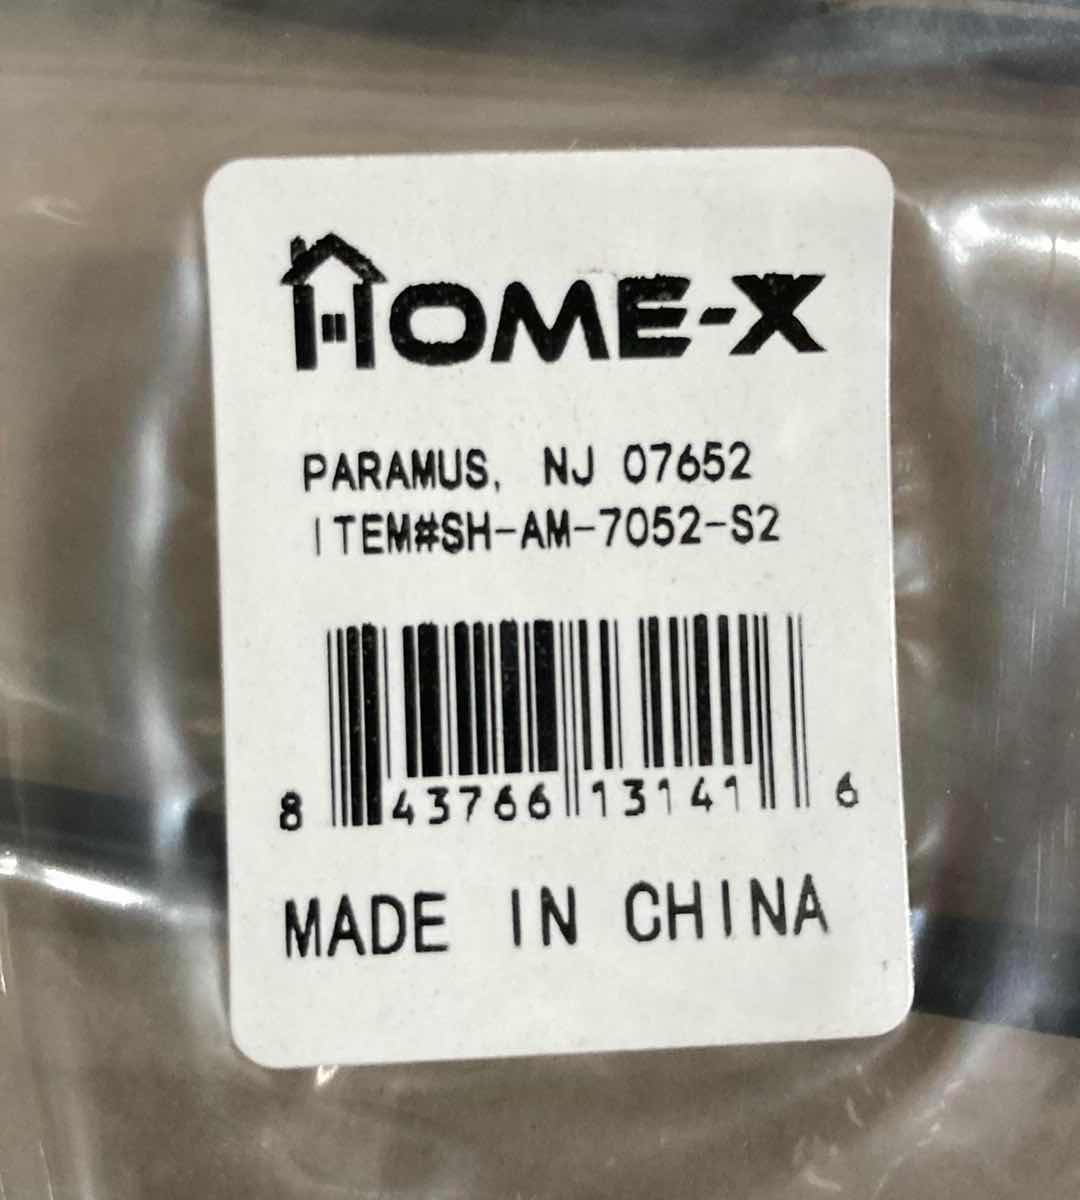 HOME-X
PARAMUS, NJ 07652
ITEM#SH-AM-7052-S2
8 43766 13141 6
MADE IN CHINA